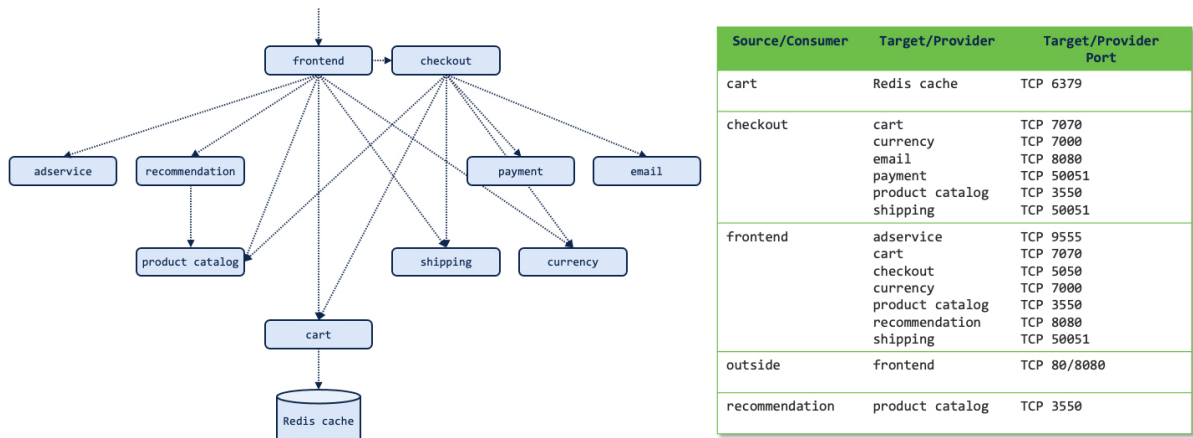 frontend
checkout
adservice
recommendation
payment
email
product catalog
shipping
currency
cart
Redis cache
Source/Consumer Target/Provider Target/Provider
Port
cart Redis cache TCP 6379
checkout cart TCP 7070
currency TCP 7000
email TCP 8080
payment TCP 50051
product catalog TCP 3550
shipping TCP 50051
frontend adservice TCP 9555
cart TCP 7070
checkout TCP 5050
currency TCP 7000
product catalog TCP 3550
recommendation TCP 8080
shipping TCP 50051
outside frontend TCP 80/8080
recommendation product catalog TCP 3550